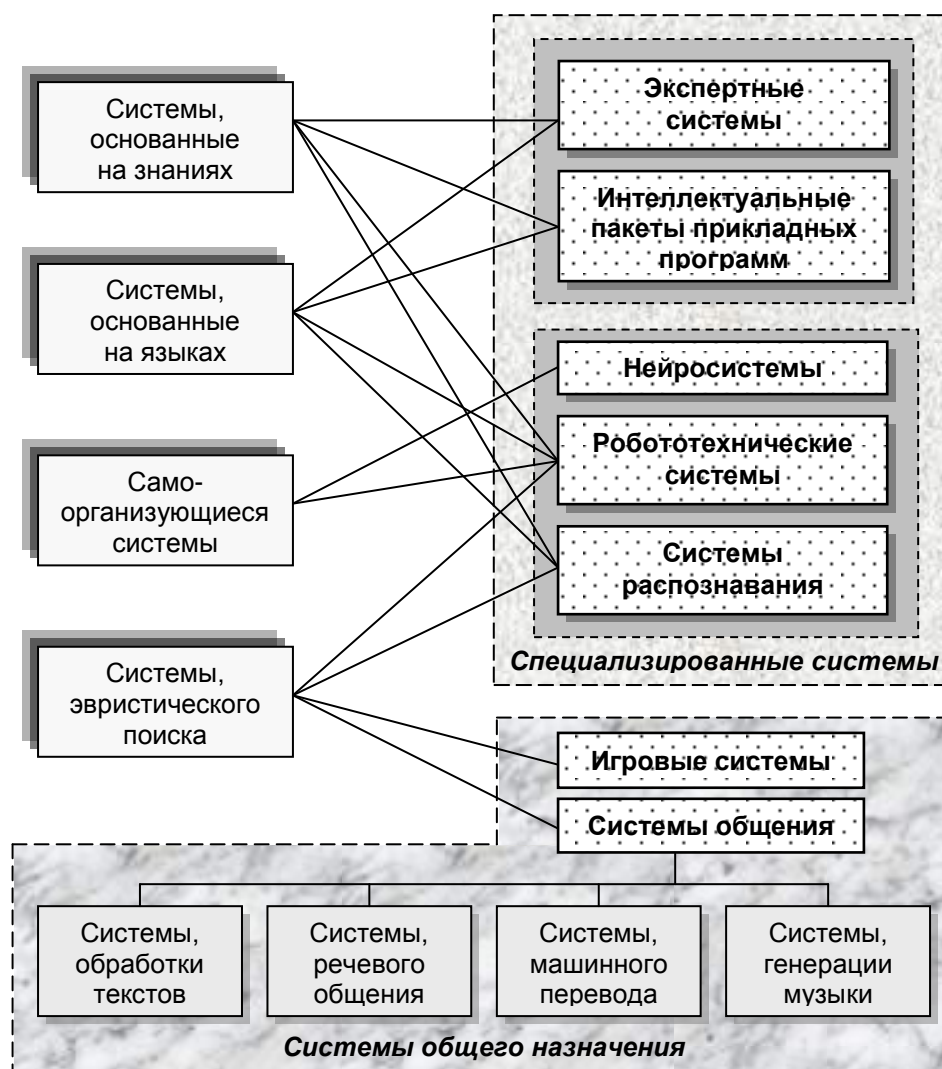 Системы,
основанные
на знаниях
Системы,
основанные
на языках
Само-
организующиеся
системы
Системы,
эвристического
поиска
Экспертные
системы
Интеллектуальные
пакеты прикладных
программ
Нейросистемы
Робототехнические
системы
Системы
распознавания
Специализированные системы
Игровые системы
Системы общения
Системы,
обработки
текстов
Системы,
речевого
общения
Системы,
машинного
перевода
Системы,
генерации
музыки
Системы общего назначения